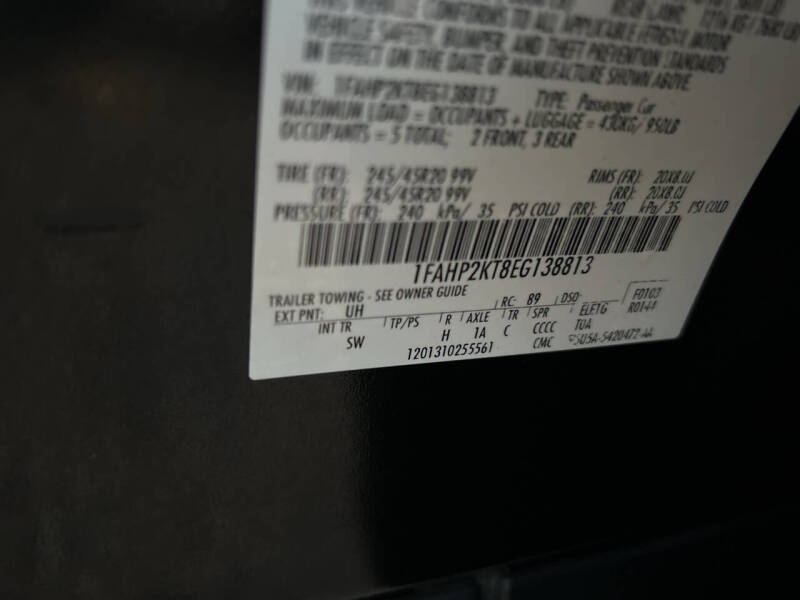 THIS VEHICLE CONFORMS TO ALL APPLICABLE FEDERAL MOTOR
VEHICLE SAFETY, BUMPER, AND THEFT PREVENTION STANDARDS
IN EFFECT ON THE DATE OF MANUFACTURE SHOWN ABOVE.
VIN: 1FAHP2KT8EG138813 TYPE: Passenger Car
MAXIMUM LOAD = OCCUPANTS + LUGGAGE = 430KG/ 950LB
OCCUPANTS = 5 TOTAL; 2 FRONT, 3 REAR
TIRE (FR): 245/45R20 99V RIMS (FR): 20X8.0J
(RR): 245/45R20 99V (RR): 20X8.0J
PRESSURE (FR): 240 kPa/ 35 PSI COLD (RR): 240 kPa/ 35 PSI COLD
1FAHP2KT8EG138813
TRAILER TOWING - SEE OWNER GUIDE
EXT PNT: UH RC: 89 DSO: F0103
INT TR TP/PS R AXLE TR SPR R0144
SW H 1A C CCCC
1201310255561 CMC